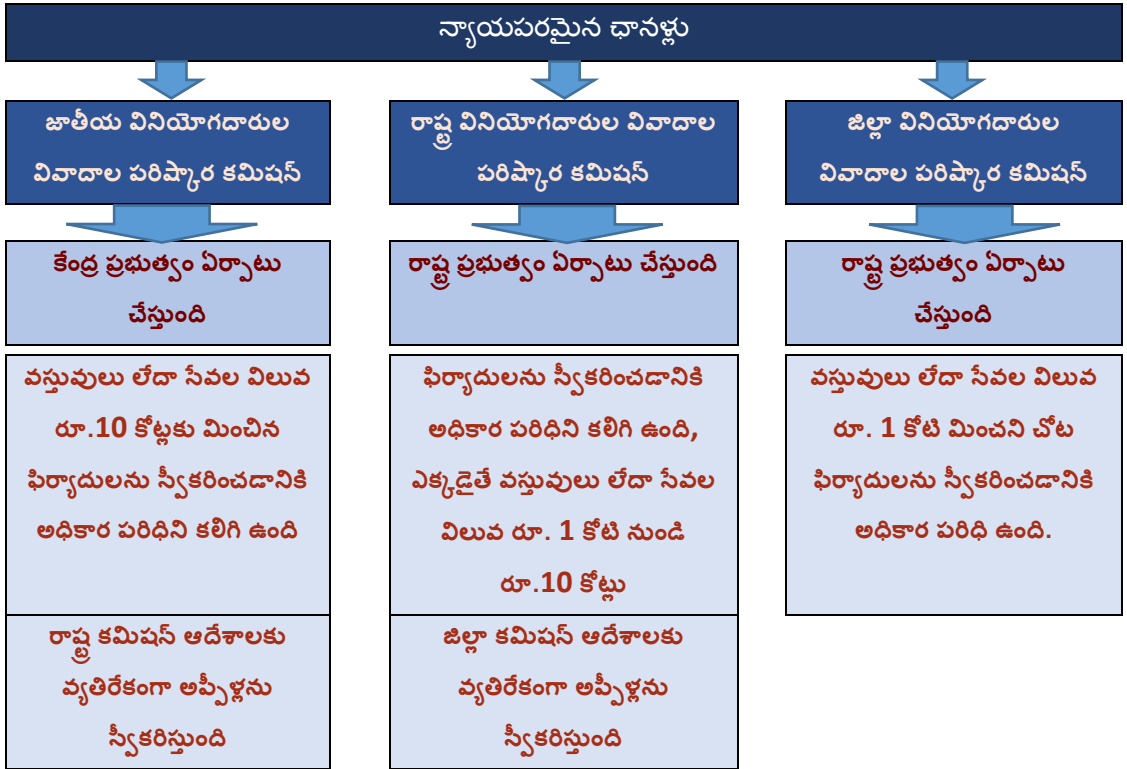 న్యాయపరమైన ఛానళ్లు
జాతీయ వినియోగదారుల
వివాదాల పరిష్కార కమిషన్
కేంద్ర ప్రభుత్వం ఏర్పాటు
చేస్తుంది
వస్తువులు లేదా సేవల విలువ
రూ.10 కోట్లకు మించిన
ఫిర్యాదులను స్వీకరించడానికి
అధికార పరిధిని కలిగి ఉంది
రాష్ట్ర కమిషన్ ఆదేశాలకు
వ్యతిరేకంగా అప్పీళ్లను
స్వీకరిస్తుంది
రాష్ట్ర వినియోగదారుల వివాదాల
పరిష్కార కమిషన్
రాష్ట్ర ప్రభుత్వం ఏర్పాటు చేస్తుంది
ఫిర్యాదులను స్వీకరించడానికి
అధికార పరిధిని కలిగి ఉంది,
ఎక్కడైతే వస్తువులు లేదా సేవల
విలువ రూ. 1 కోటి నుండి
రూ.10 కోట్లు
జిల్లా కమిషన్ ఆదేశాలకు
వ్యతిరేకంగా అప్పీళ్లను
స్వీకరిస్తుంది
జిల్లా వినియోగదారుల
వివాదాల పరిష్కార కమిషన్
రాష్ట్ర ప్రభుత్వం ఏర్పాటు
చేస్తుంది
వస్తువులు లేదా సేవల విలువ
రూ. 1 కోటి మించని చోట
ఫిర్యాదులను స్వీకరించడానికి
అధికార పరిధి ఉంది.